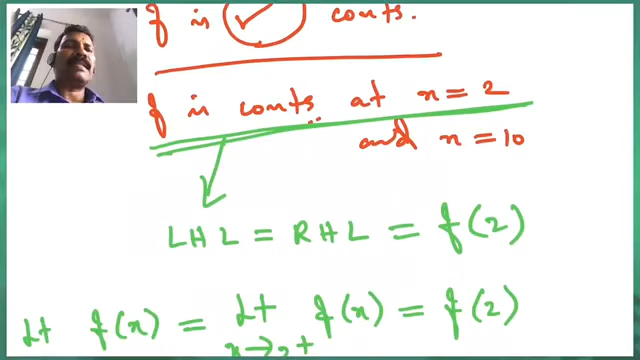 f is conts.
f is conts at x = 2
and x = 10
LHL = RHL = f(2)
Lt f(x) = Lt f(x) = f(2)
x→2+